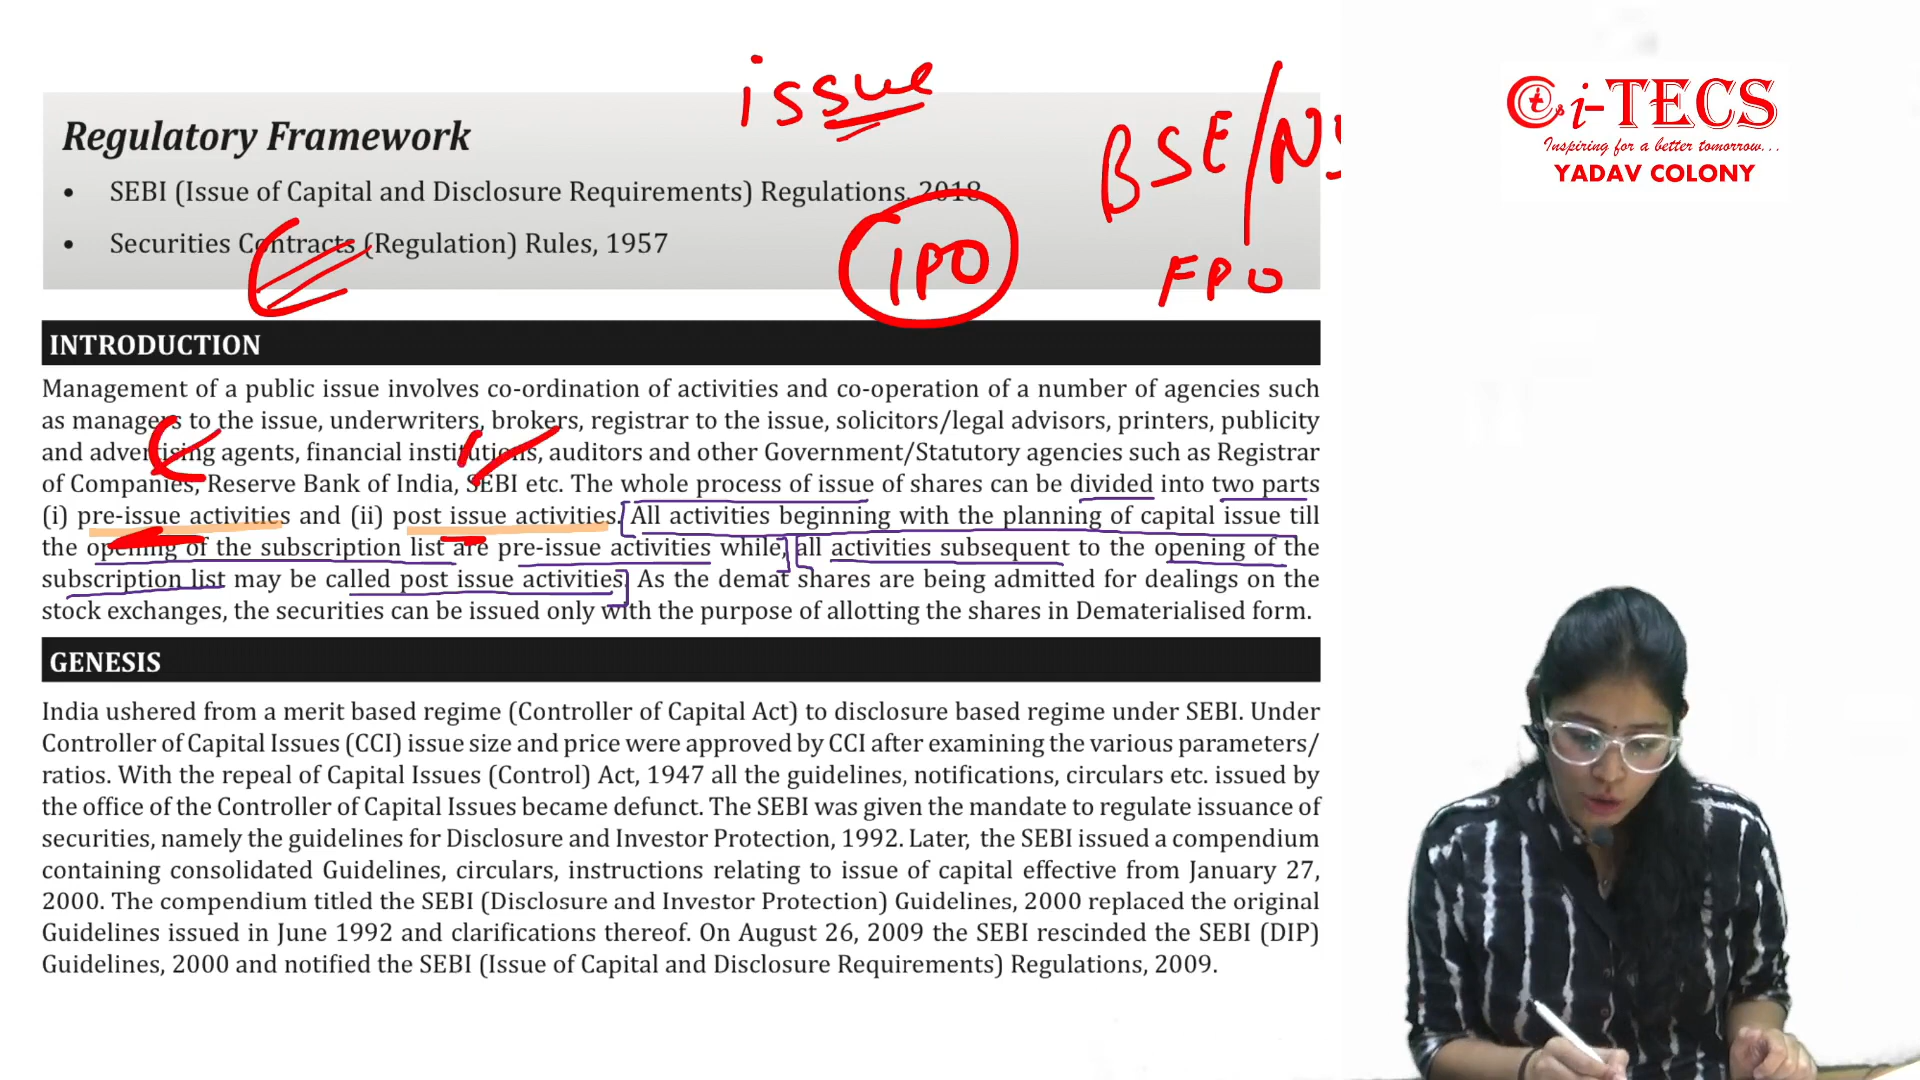 issue
BSE/NS
IPO
FPO
Regulatory Framework
• SEBI (Issue of Capital and Disclosure Requirements) Regulations, 2018
• Securities Contracts (Regulation) Rules, 1957
INTRODUCTION
Management of a public issue involves co-ordination of activities and co-operation of a number of agencies such
as managers to the issue, underwriters, brokers, registrar to the issue, solicitors/legal advisors, printers, publicity
and advertising agents, financial institutions, auditors and other Government/Statutory agencies such as Registrar
of Companies, Reserve Bank of India, SEBI etc. The whole process of issue of shares can be divided into two parts
(i) pre-issue activities and (ii) post issue activities. All activities beginning with the planning of capital issue till
the opening of the subscription list are pre-issue activities while, all activities subsequent to the opening of the
subscription list may be called post issue activities. As the demat shares are being admitted for dealings on the
stock exchanges, the securities can be issued only with the purpose of allotting the shares in Dematerialised form.
GENESIS
India ushered from a merit based regime (Controller of Capital Act) to disclosure based regime under SEBI. Under
Controller of Capital Issues (CCI) issue size and price were approved by CCI after examining the various parameters/
ratios. With the repeal of Capital Issues (Control) Act, 1947 all the guidelines, notifications, circulars etc. issued by
the office of the Controller of Capital Issues became defunct. The SEBI was given the mandate to regulate issuance of
securities, namely the guidelines for Disclosure and Investor Protection, 1992. Later, the SEBI issued a compendium
containing consolidated Guidelines, circulars, instructions relating to issue of capital effective from January 27,
2000. The compendium titled the SEBI (Disclosure and Investor Protection) Guidelines, 2000 replaced the original
Guidelines issued in June 1992 and clarifications thereof. On August 26, 2009 the SEBI rescinded the SEBI (DIP)
Guidelines, 2000 and notified the SEBI (Issue of Capital and Disclosure Requirements) Regulations, 2009.
i-TECS
Inspiring for a better tomorrow...
YADAV COLONY